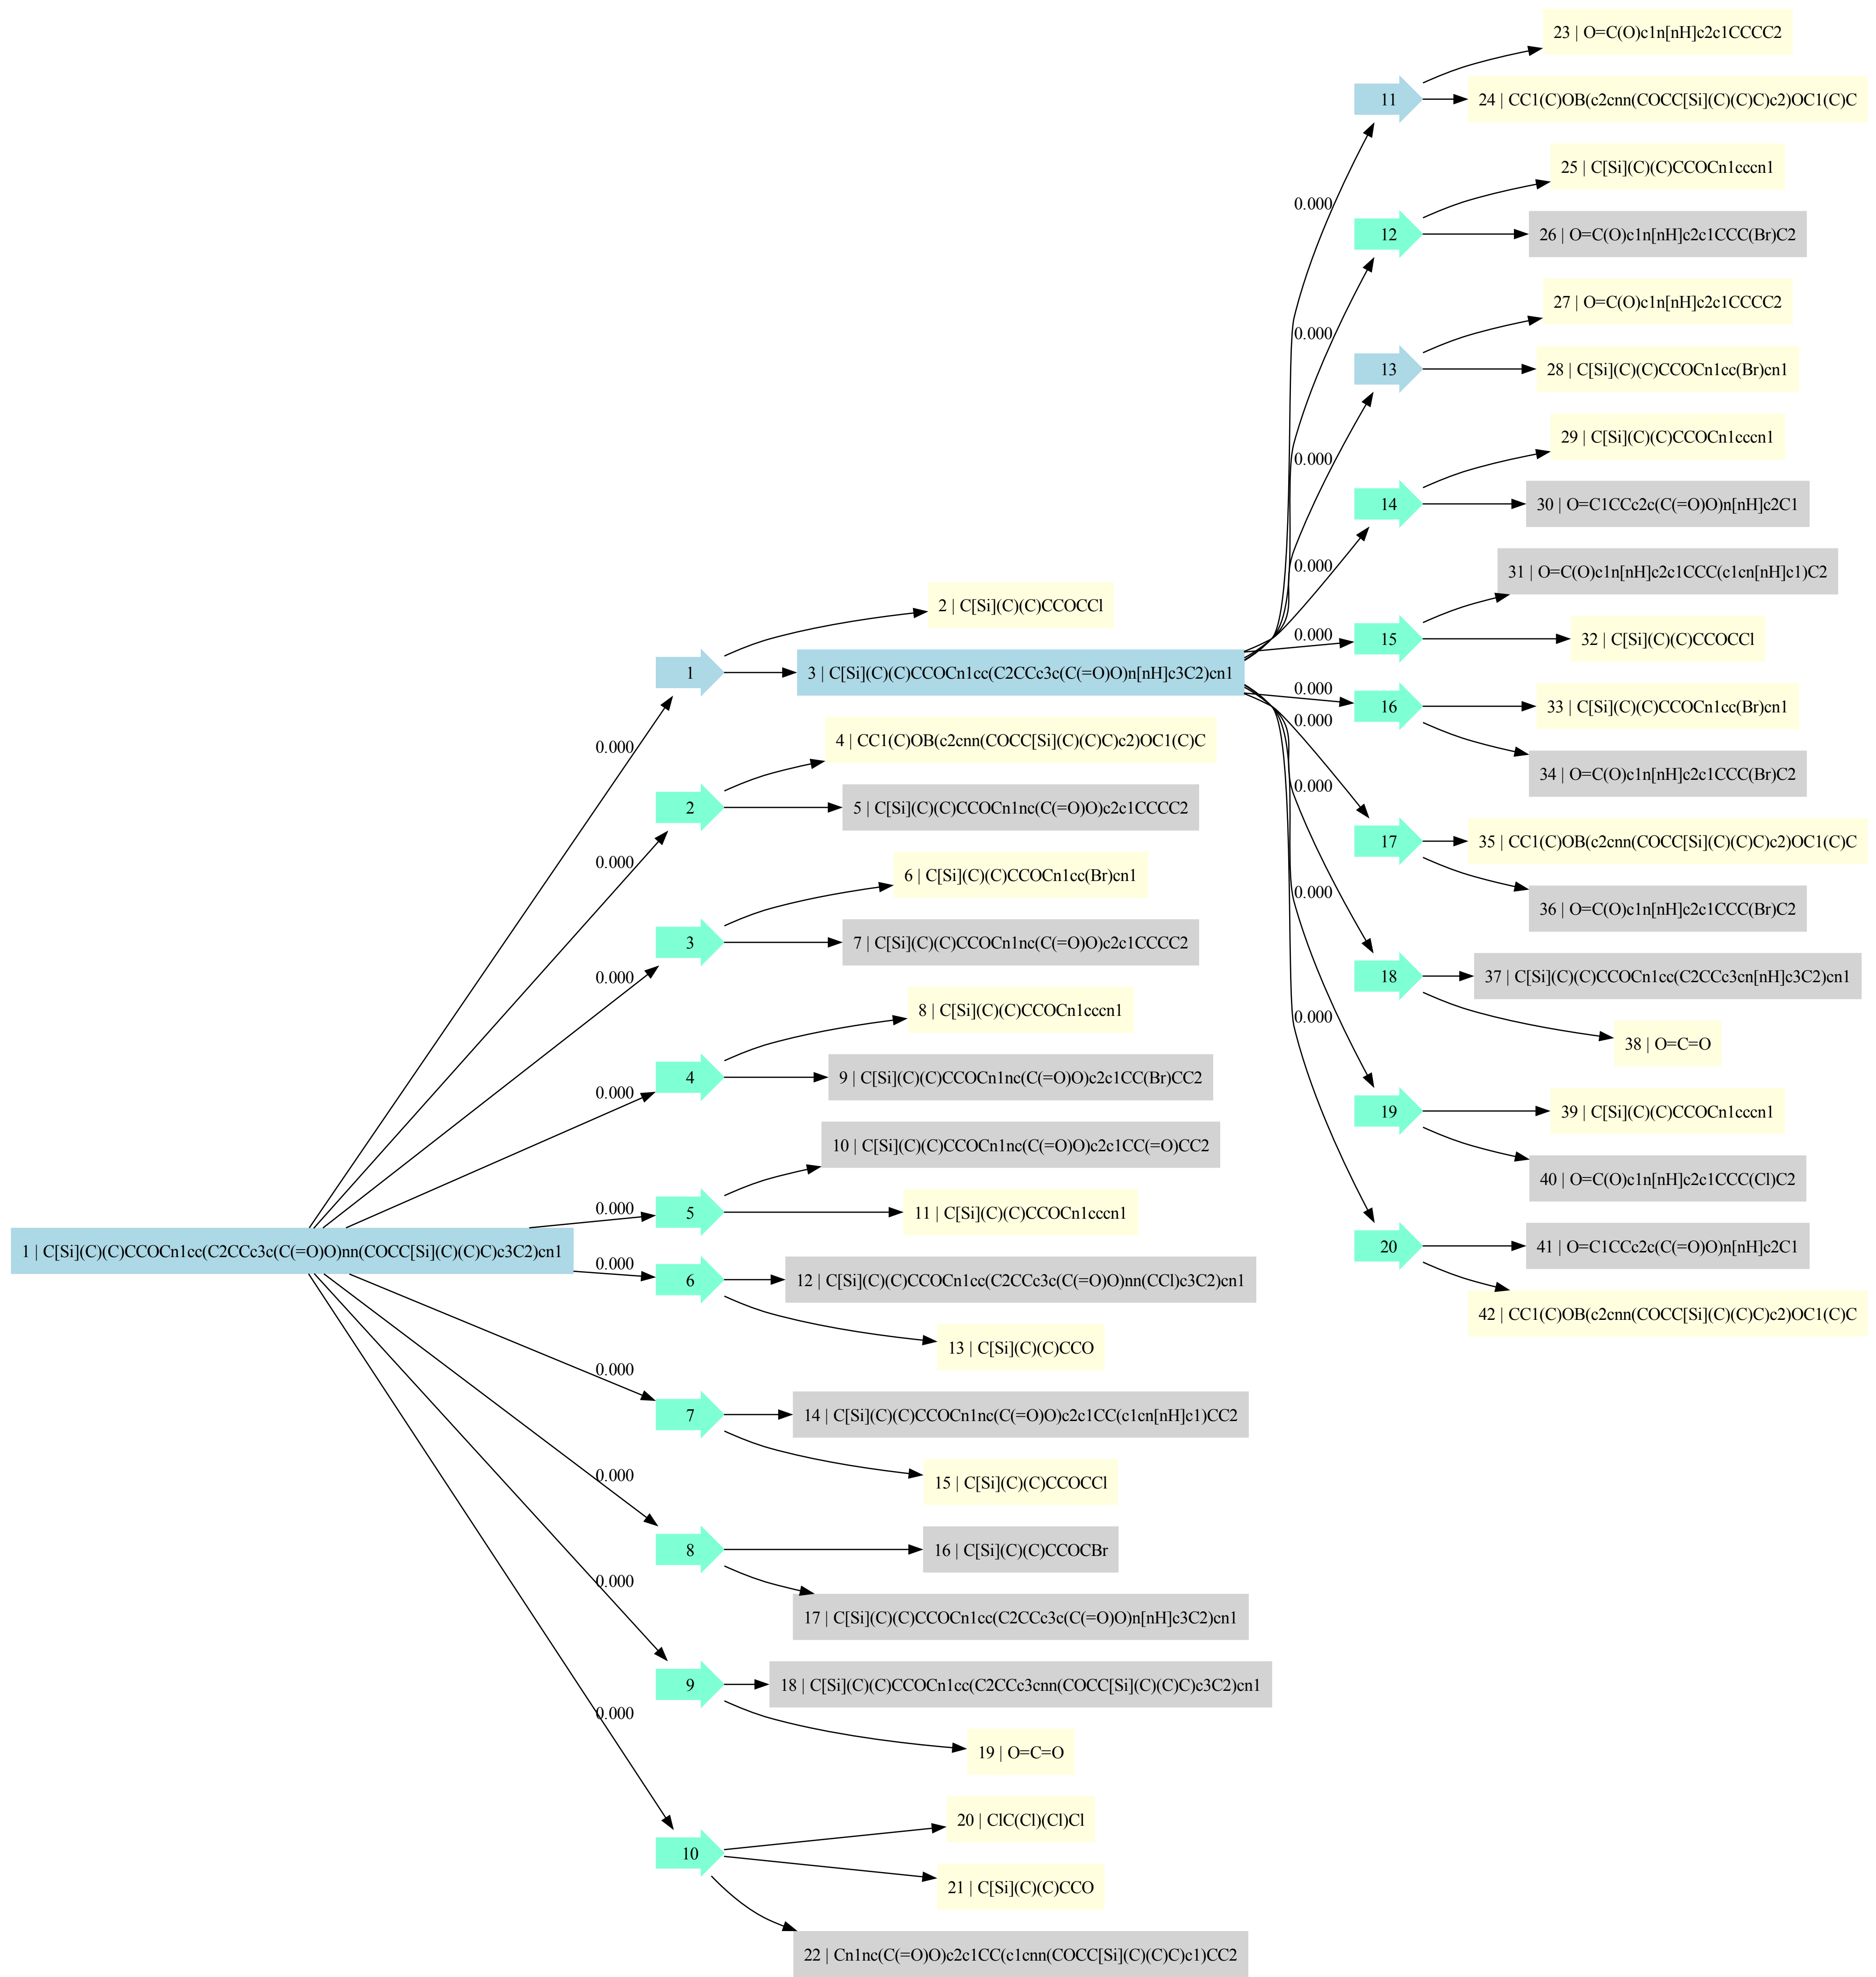 1 | C[Si](C)(C)CCOCn1cc(C2CCc3c(C(=O)O)nn(COCC[Si](C)(C)C)c3C2)cn1
0.000
0.000
0.000
0.000
0.000
0.000
0.000
0.000
0.000
0.000
1
2
3
4
5
6
7
8
9
10
2 | C[Si](C)(C)CCOCCl
3 | C[Si](C)(C)CCOCn1cc(C2CCc3c(C(=O)O)n[nH]c3C2)cn1
4 | CC1(C)OB(c2cnn(COCC[Si](C)(C)C)c2)OC1(C)C
5 | C[Si](C)(C)CCOCn1nc(C(=O)O)c2c1CCCC2
6 | C[Si](C)(C)CCOCn1cc(Br)cn1
7 | C[Si](C)(C)CCOCn1nc(C(=O)O)c2c1CCCC2
8 | C[Si](C)(C)CCOCn1cccn1
9 | C[Si](C)(C)CCOCn1nc(C(=O)O)c2c1CC(Br)CC2
10 | C[Si](C)(C)CCOCn1nc(C(=O)O)c2c1CC(=O)CC2
11 | C[Si](C)(C)CCOCn1cccn1
12 | C[Si](C)(C)CCOCn1cc(C2CCc3c(C(=O)O)nn(CCl)c3C2)cn1
13 | C[Si](C)(C)CCO
14 | C[Si](C)(C)CCOCn1nc(C(=O)O)c2c1CC(c1cn[nH]c1)CC2
15 | C[Si](C)(C)CCOCCl
16 | C[Si](C)(C)CCOCBr
17 | C[Si](C)(C)CCOCn1cc(C2CCc3c(C(=O)O)n[nH]c3C2)cn1
18 | C[Si](C)(C)CCOCn1cc(C2CCc3cnn(COCC[Si](C)(C)C)c3C2)cn1
19 | O=C=O
20 | ClC(Cl)(Cl)Cl
21 | C[Si](C)(C)CCO
22 | Cn1nc(C(=O)O)c2c1CC(c1cnn(COCC[Si](C)(C)C)c1)CC2
0.000
0.000
0.000
0.000
0.000
0.000
0.000
0.000
0.000
0.000
11
12
13
14
15
16
17
18
19
20
23 | O=C(O)c1n[nH]c2c1CCCC2
24 | CC1(C)OB(c2cnn(COCC[Si](C)(C)C)c2)OC1(C)C
25 | C[Si](C)(C)CCOCn1cccn1
26 | O=C(O)c1n[nH]c2c1CCC(Br)C2
27 | O=C(O)c1n[nH]c2c1CCCC2
28 | C[Si](C)(C)CCOCn1cc(Br)cn1
29 | C[Si](C)(C)CCOCn1cccn1
30 | O=C1CCc2c(C(=O)O)n[nH]c2C1
31 | O=C(O)c1n[nH]c2c1CCC(c1cn[nH]c1)C2
32 | C[Si](C)(C)CCOCCl
33 | C[Si](C)(C)CCOCn1cc(Br)cn1
34 | O=C(O)c1n[nH]c2c1CCC(Br)C2
35 | CC1(C)OB(c2cnn(COCC[Si](C)(C)C)c2)OC1(C)C
36 | O=C(O)c1n[nH]c2c1CCC(Br)C2
37 | C[Si](C)(C)CCOCn1cc(C2CCc3cn[nH]c3C2)cn1
38 | O=C=O
39 | C[Si](C)(C)CCOCn1cccn1
40 | O=C(O)c1n[nH]c2c1CCC(Cl)C2
41 | O=C1CCc2c(C(=O)O)n[nH]c2C1
42 | CC1(C)OB(c2cnn(COCC[Si](C)(C)C)c2)OC1(C)C